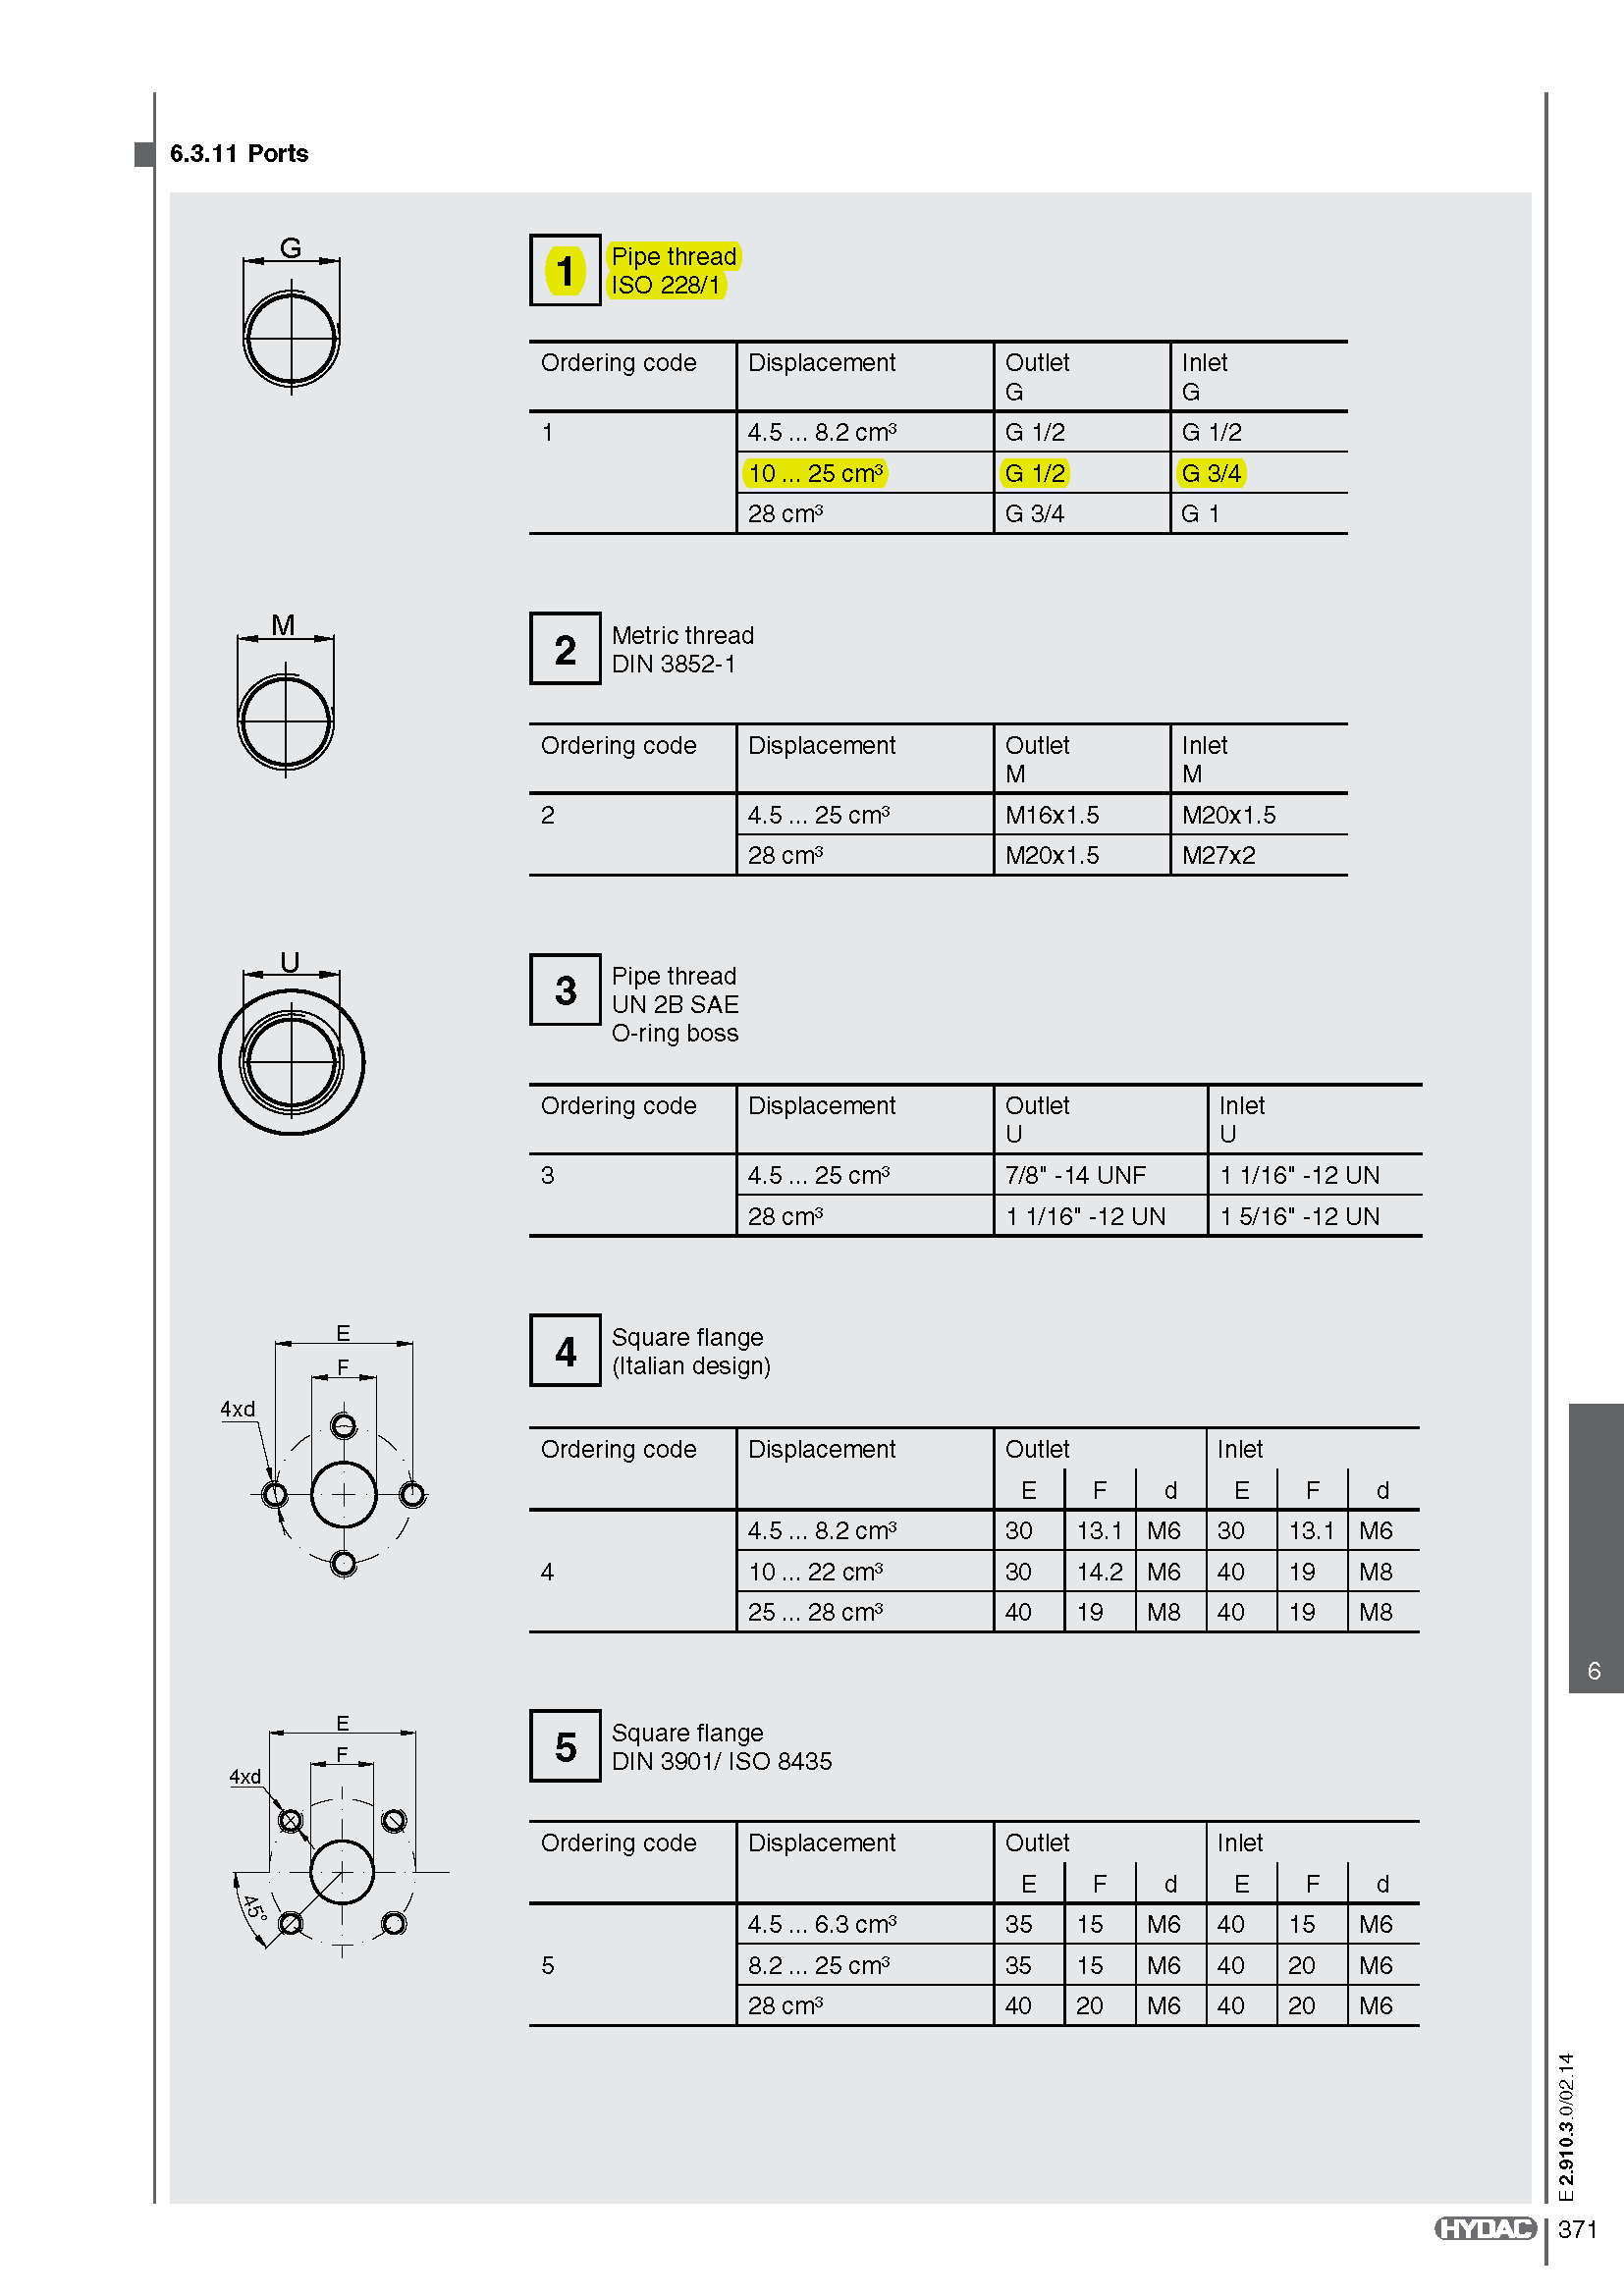 6.3.11 Ports
G
1
Pipe thread
ISO 228/1
Ordering code Displacement Outlet Inlet
G G
1 4.5 ... 8.2 cm³ G 1/2 G 1/2
10 ... 25 cm³ G 1/2 G 3/4
28 cm³ G 3/4 G 1
M
2
Metric thread
DIN 3852-1
Ordering code Displacement Outlet Inlet
M M
2 4.5 ... 25 cm³ M16x1.5 M20x1.5
28 cm³ M20x1.5 M27x2
U
3
Pipe thread
UN 2B SAE
O-ring boss
Ordering code Displacement Outlet Inlet
U U
3 4.5 ... 25 cm³ 7/8" -14 UNF 1 1/16" -12 UN
28 cm³ 1 1/16" -12 UN 1 5/16" -12 UN
E
F
4xd
4
Square flange
(Italian design)
Ordering code Displacement Outlet Inlet
E F d E F d
4.5 ... 8.2 cm³ 30 13.1 M6 30 13.1 M6
4 10 ... 22 cm³ 30 14.2 M6 40 19 M8
25 ... 28 cm³ 40 19 M8 40 19 M8
6
E
F
4xd
45°
5
Square flange
DIN 3901/ ISO 8435
Ordering code Displacement Outlet Inlet
E F d E F d
4.5 ... 6.3 cm³ 35 15 M6 40 15 M6
5 8.2 ... 25 cm³ 35 15 M6 40 20 M6
28 cm³ 40 20 M6 40 20 M6
E 2.910.3.0/02.14
HYDAC 371